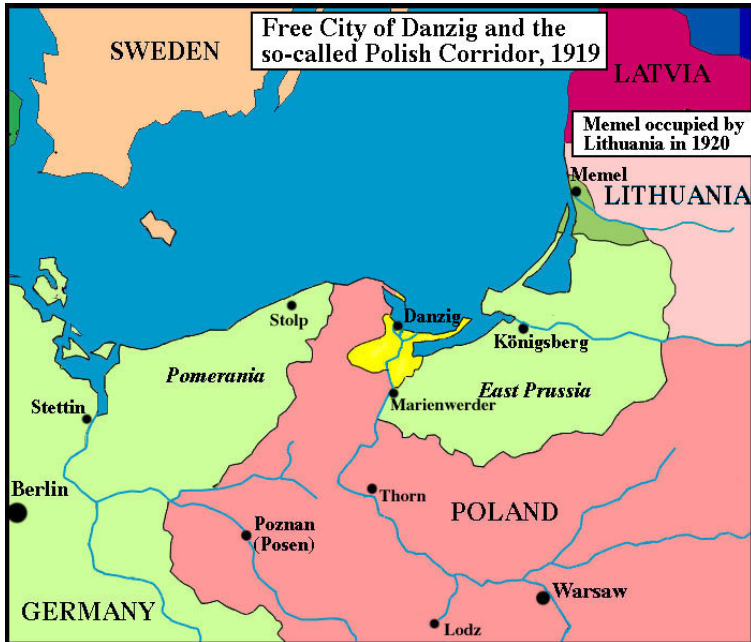 Free City of Danzig and the
so-called Polish Corridor, 1919
SWEDEN
LATVIA
Memel occupied by
Lithuania in 1920
Memel
LITHUANIA
Stolp
Danzig
Königsberg
Pomerania
East Prussia
Marienwerder
Stettin
Berlin
Thorn
POLAND
Poznan
(Posen)
Warsaw
GERMANY
Lodz